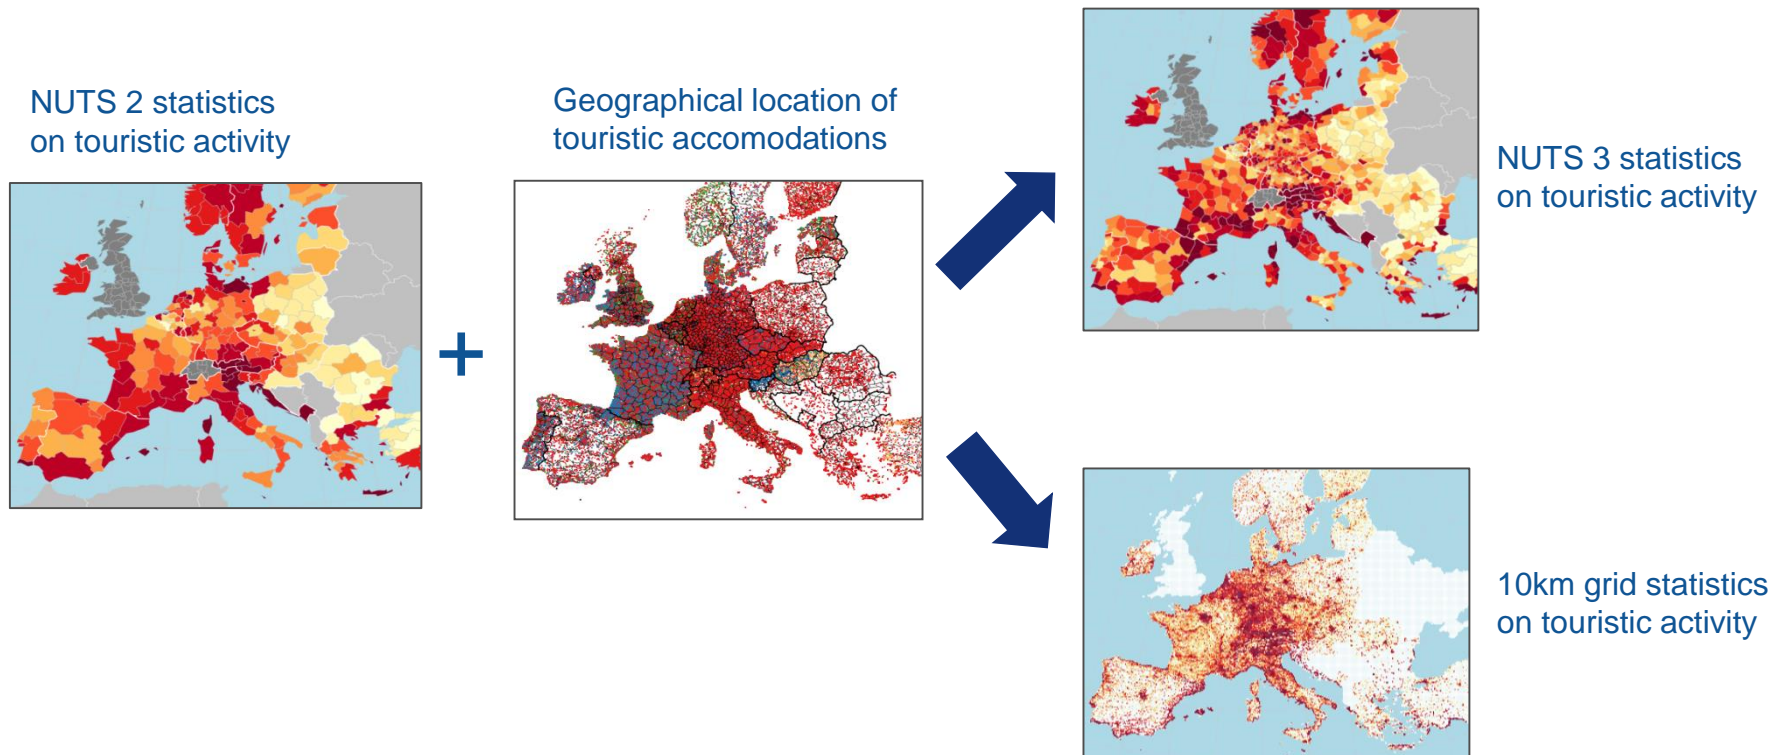 NUTS 2 statistics
on touristic activity
+
Geographical location of
touristic accomodations
NUTS 3 statistics
on touristic activity
10km grid statistics
on touristic activity